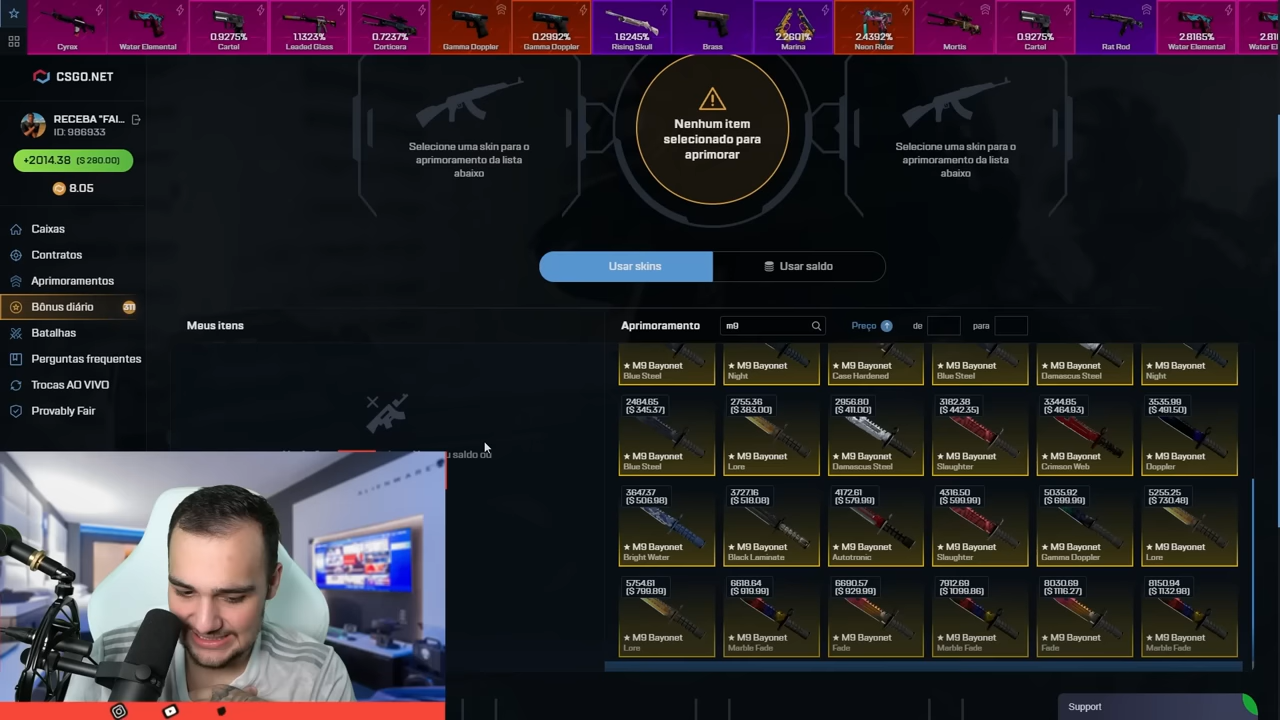 Cyrex
Water Elemental
0.9275%
Cartel
1.1323%
Loaded Glass
0.7237%
Corticera
Gamma Doppler
0.2992%
Gamma Doppler
1.6245%
Rising Skull
Brass
2.2601%
Marina
2.4392%
Neon Rider
Mortis
0.9275%
Cartel
Rat Rod
2.8165%
Water Elemental
CSGO.NET
RECEBA "FAI...
ID: 986933
+2014.38 ($ 280.00)
8.05
Caixas
Contratos
Aprimoramentos
Bônus diário
Batalhas
Perguntas frequentes
Trocas AO VIVO
Provably Fair
Selecione uma skin para o
aprimoramento da lista
abaixo
Nenhum item
selecionado para
aprimorar
Selecione uma skin para o
aprimoramento da lista
abaixo
Usar skins
Usar saldo
Meus itens
u saldo ou
Aprimoramento
m9
Preço
de
para
★ M9 Bayonet
Blue Steel
★ M9 Bayonet
Night
★ M9 Bayonet
Case Hardened
★ M9 Bayonet
Blue Steel
★ M9 Bayonet
Damascus Steel
★ M9 Bayonet
Night
2484.65
($ 345.37)
★ M9 Bayonet
Blue Steel
2755.36
($ 383.00)
★ M9 Bayonet
Lore
2956.80
($ 411.00)
★ M9 Bayonet
Damascus Steel
3182.38
($ 442.35)
★ M9 Bayonet
Slaughter
3344.85
($ 464.93)
★ M9 Bayonet
Crimson Web
3535.99
($ 491.50)
★ M9 Bayonet
Doppler
3647.37
($ 506.98)
★ M9 Bayonet
Bright Water
3727.16
($ 518.08)
★ M9 Bayonet
Black Laminate
4172.61
($ 579.99)
★ M9 Bayonet
Autotronic
4316.50
($ 599.99)
★ M9 Bayonet
Slaughter
5035.92
($ 699.99)
★ M9 Bayonet
Gamma Doppler
5255.25
($ 730.48)
★ M9 Bayonet
Lore
5754.61
($ 799.89)
★ M9 Bayonet
Lore
6618.64
($ 919.99)
★ M9 Bayonet
Marble Fade
6690.57
($ 929.99)
★ M9 Bayonet
Fade
7912.69
($ 1099.86)
★ M9 Bayonet
Marble Fade
8030.69
($ 1116.27)
★ M9 Bayonet
Fade
8150.94
($ 1132.98)
★ M9 Bayonet
Marble Fade
ALIENWARE
Support